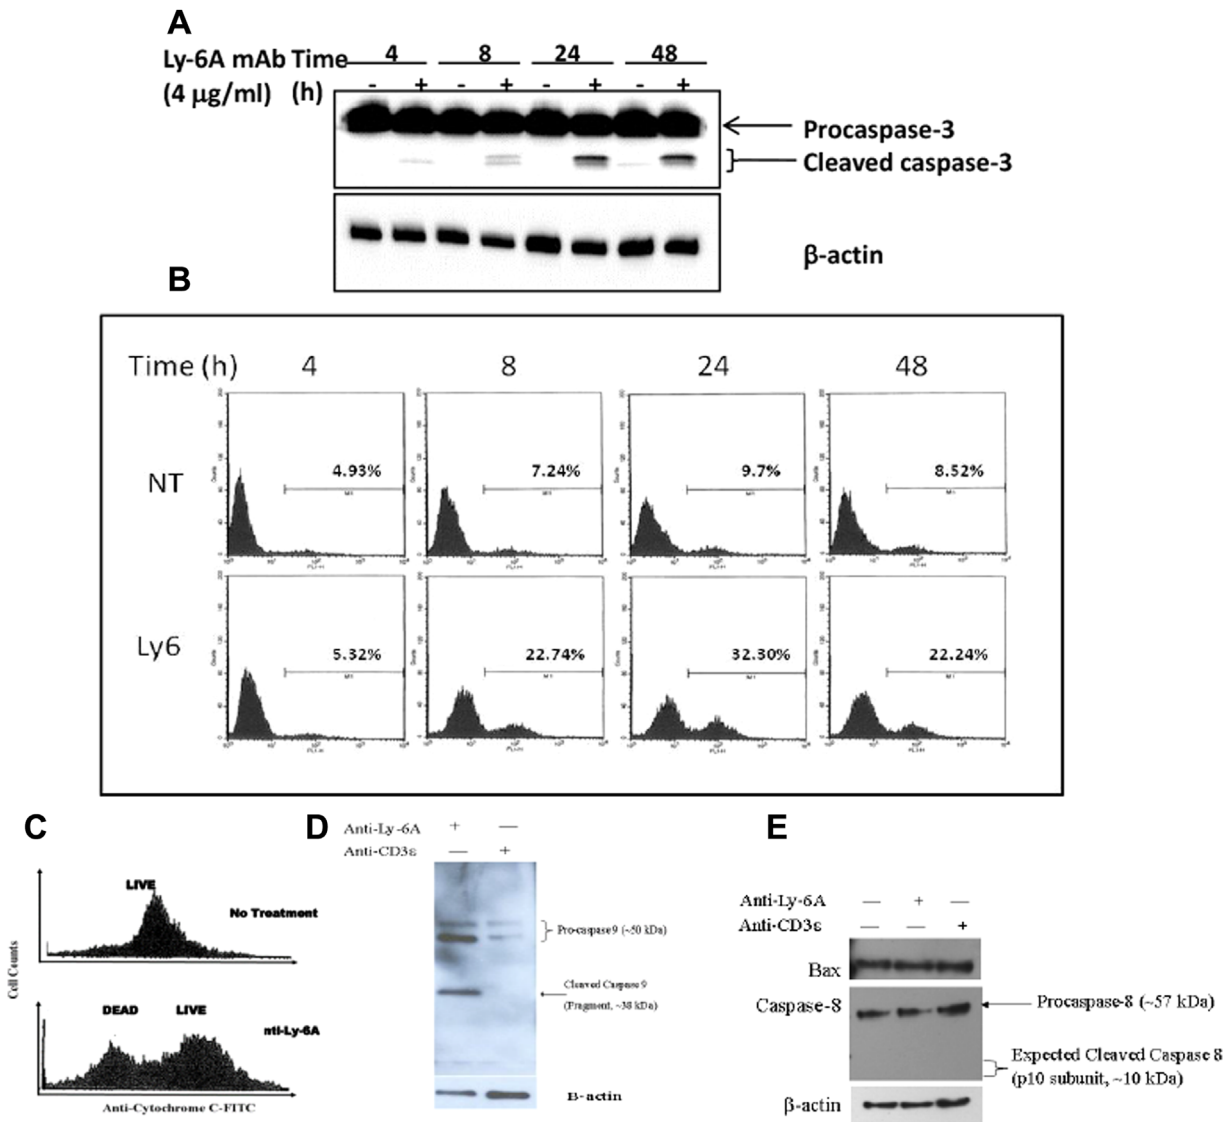 A
Ly-6A mAb Time 4 8 24 48
(4 µg/ml) (h) - + - + - + - +
Procaspase-3
Cleaved caspase-3
β-actin
B
Time (h) 4 8 24 48
NT 4.93% 7.24% 9.7% 8.52%
Ly6 5.32% 22.74% 32.30% 22.24%
C
LIVE
No Treatment
DEAD LIVE
nti-Ly-6A
Cell Counts
Anti-Cytochrome C-FITC
D
Anti-Ly-6A + —
Anti-CD3ε — +
Pro-caspase9 (~50 kDa)
Cleaved Caspase 9
(Fragment, ~38 kDa)
B-actin
E
Anti-Ly-6A — + —
Anti-CD3ε — — +
Bax
Caspase-8
Procaspase-8 (~57 kDa)
Expected Cleaved Caspase 8
(p10 subunit, ~10 kDa)
β-actin